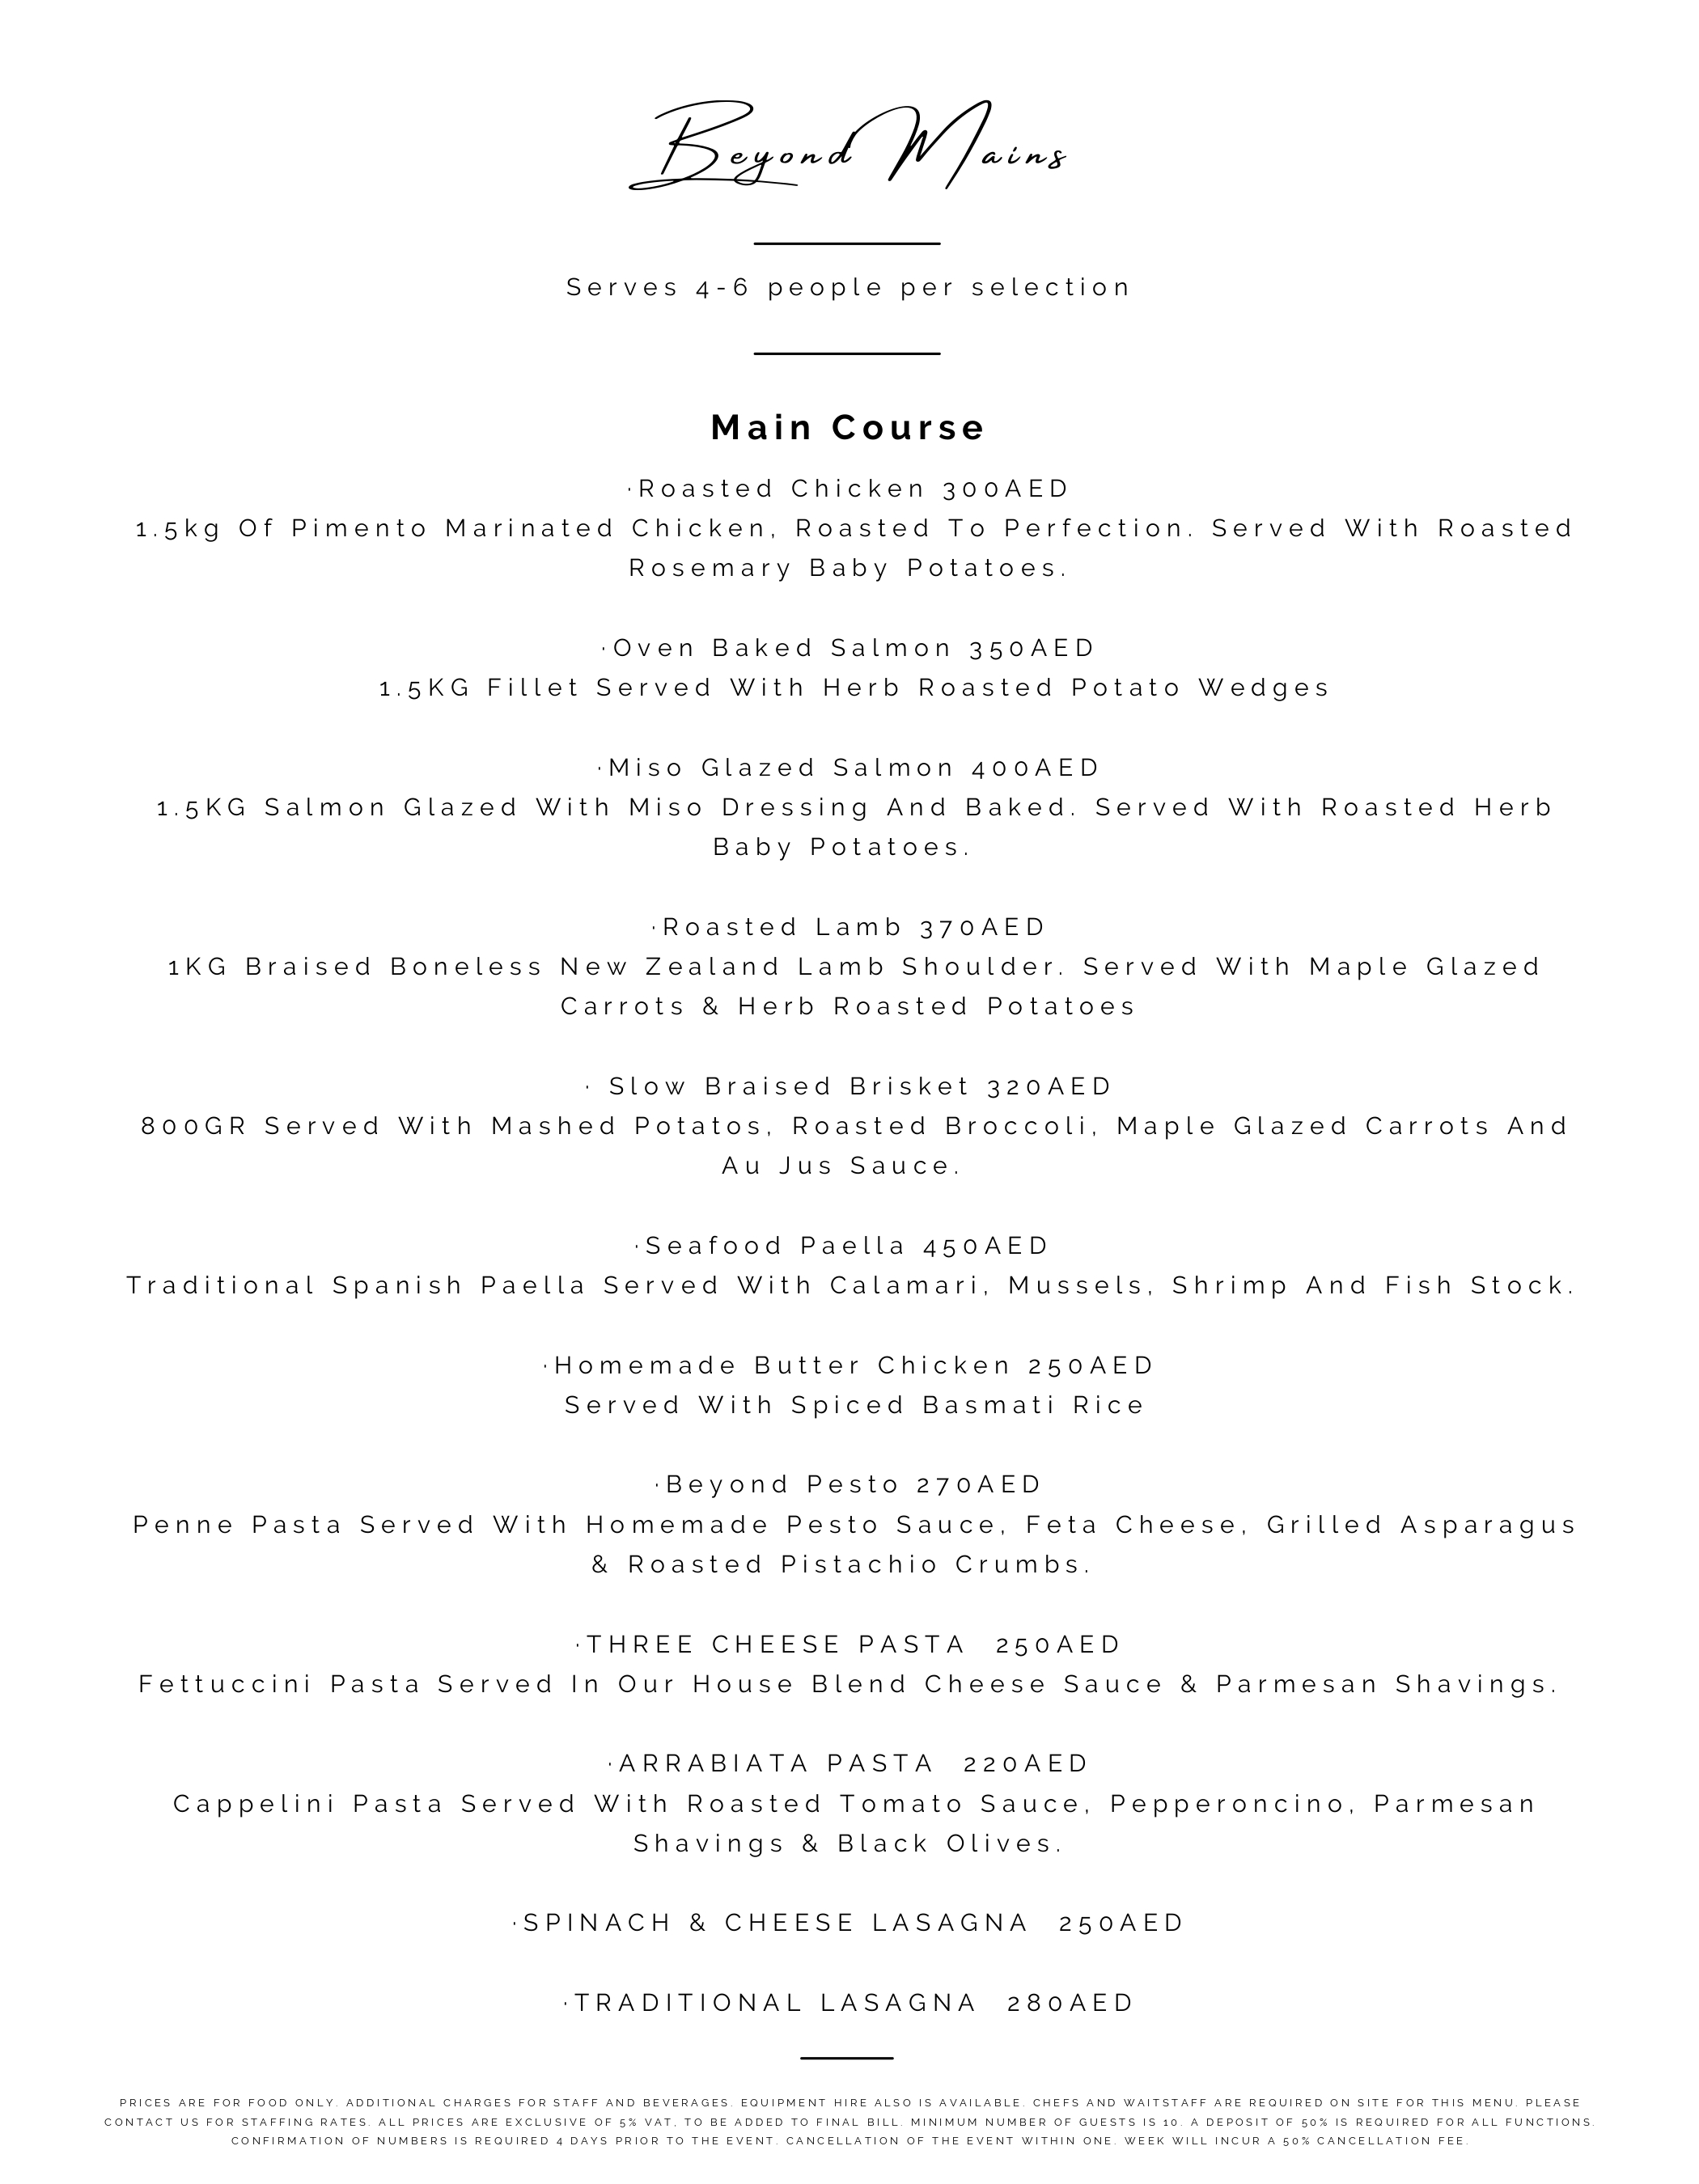 Beyond Mains
Serves 4-6 people per selection
Main Course
·Roasted Chicken 300AED
1.5kg Of Pimento Marinated Chicken, Roasted To Perfection. Served With Roasted
Rosemary Baby Potatoes.
·Oven Baked Salmon 350AED
1.5KG Fillet Served With Herb Roasted Potato Wedges
·Miso Glazed Salmon 400AED
1.5KG Salmon Glazed With Miso Dressing And Baked. Served With Roasted Herb
Baby Potatoes.
·Roasted Lamb 370AED
1KG Braised Boneless New Zealand Lamb Shoulder. Served With Maple Glazed
Carrots & Herb Roasted Potatoes
· Slow Braised Brisket 320AED
800GR Served With Mashed Potatos, Roasted Broccoli, Maple Glazed Carrots And
Au Jus Sauce.
·Seafood Paella 450AED
Traditional Spanish Paella Served With Calamari, Mussels, Shrimp And Fish Stock.
·Homemade Butter Chicken 250AED
Served With Spiced Basmati Rice
·Beyond Pesto 270AED
Penne Pasta Served With Homemade Pesto Sauce, Feta Cheese, Grilled Asparagus
& Roasted Pistachio Crumbs.
·THREE CHEESE PASTA 250AED
Fettuccini Pasta Served In Our House Blend Cheese Sauce & Parmesan Shavings.
·ARRABIATA PASTA 220AED
Cappelini Pasta Served With Roasted Tomato Sauce, Pepperoncino, Parmesan
Shavings & Black Olives.
·SPINACH & CHEESE LASAGNA 250AED
·TRADITIONAL LASAGNA 280AED
PRICES ARE FOR FOOD ONLY. ADDITIONAL CHARGES FOR STAFF AND BEVERAGES. EQUIPMENT HIRE ALSO IS AVAILABLE. CHEFS AND WAITSTAFF ARE REQUIRED ON SITE FOR THIS MENU. PLEASE
CONTACT US FOR STAFFING RATES. ALL PRICES ARE EXCLUSIVE OF 5% VAT, TO BE ADDED TO FINAL BILL. MINIMUM NUMBER OF GUESTS IS 10. A DEPOSIT OF 50% IS REQUIRED FOR ALL FUNCTIONS.
CONFIRMATION OF NUMBERS IS REQUIRED 4 DAYS PRIOR TO THE EVENT. CANCELLATION OF THE EVENT WITHIN ONE. WEEK WILL INCUR A 50% CANCELLATION FEE.